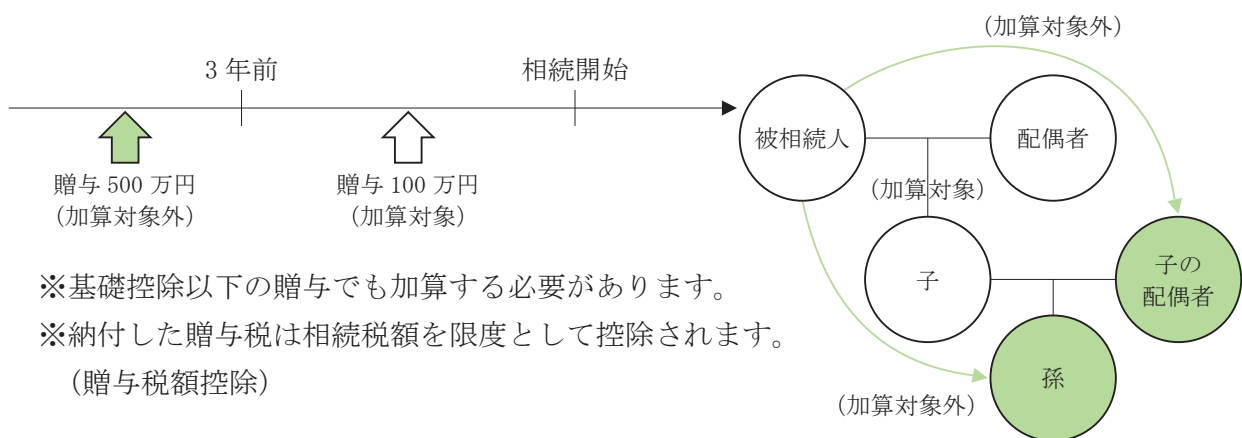 3年前
相続開始
贈与 500 万円
(加算対象外)
贈与 100 万円
(加算対象)
※基礎控除以下の贈与でも加算する必要があります。
※納付した贈与税は相続税額を限度として控除されます。
(贈与税額控除)
(加算対象外)
被相続人
配偶者
(加算対象)
子
子の
配偶者
孫
(加算対象外)